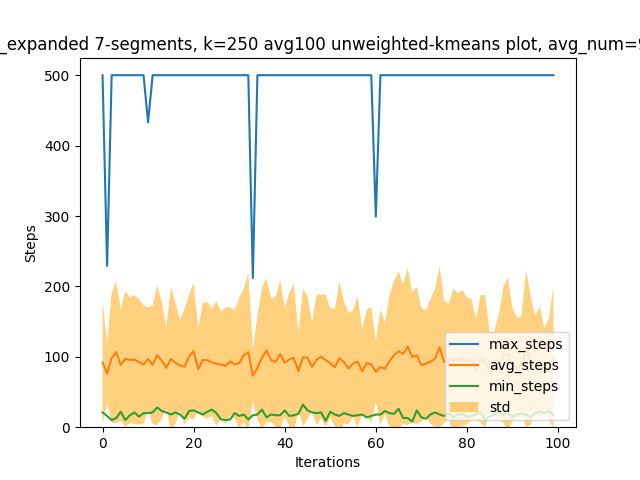 _expanded 7-segments, k=250 avg100 unweighted-kmeans plot, avg_num=9
500
400
300
200
100
0
Steps
0 20 40 60 80 100
Iterations
max_steps
avg_steps
min_steps
std